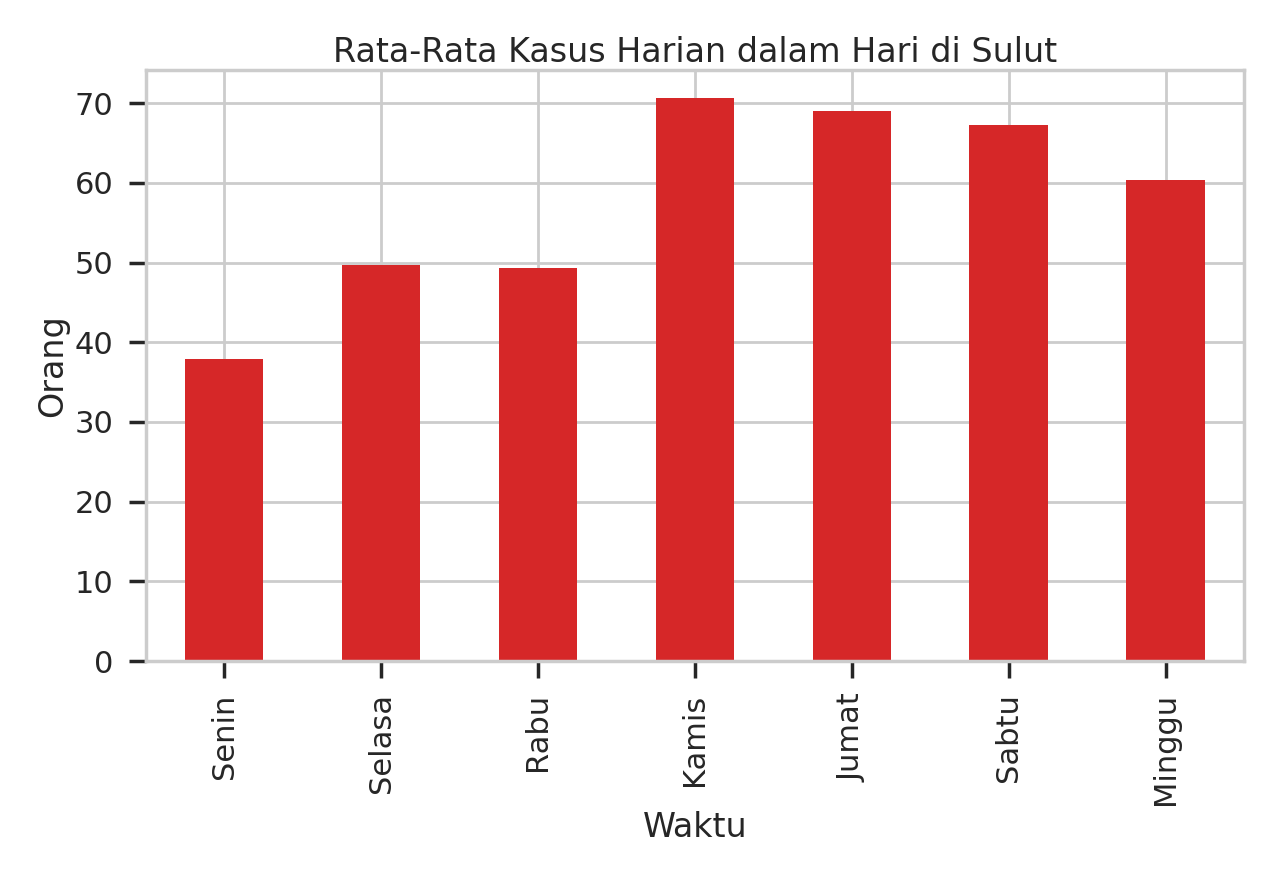 Rata-Rata Kasus Harian dalam Hari di Sulut
70
60
50
40
30
20
10
0
Orang
Senin
Selasa
Rabu
Kamis
Jumat
Sabtu
Minggu
Waktu